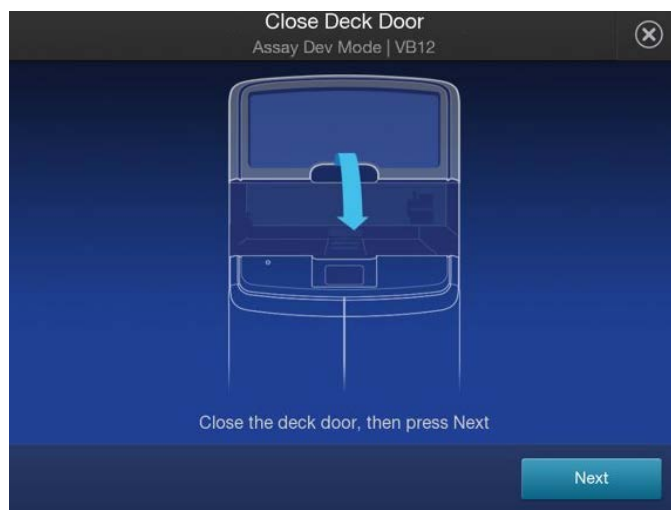 Close Deck Door
Assay Dev Mode | VB12
Close the deck door, then press Next
Next